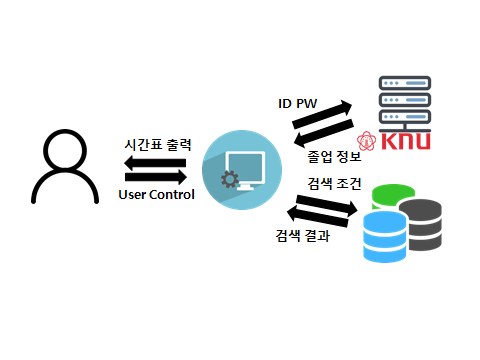 ID PW
KNU
졸업 정보
시간표 출력
User Control
검색 조건
검색 결과